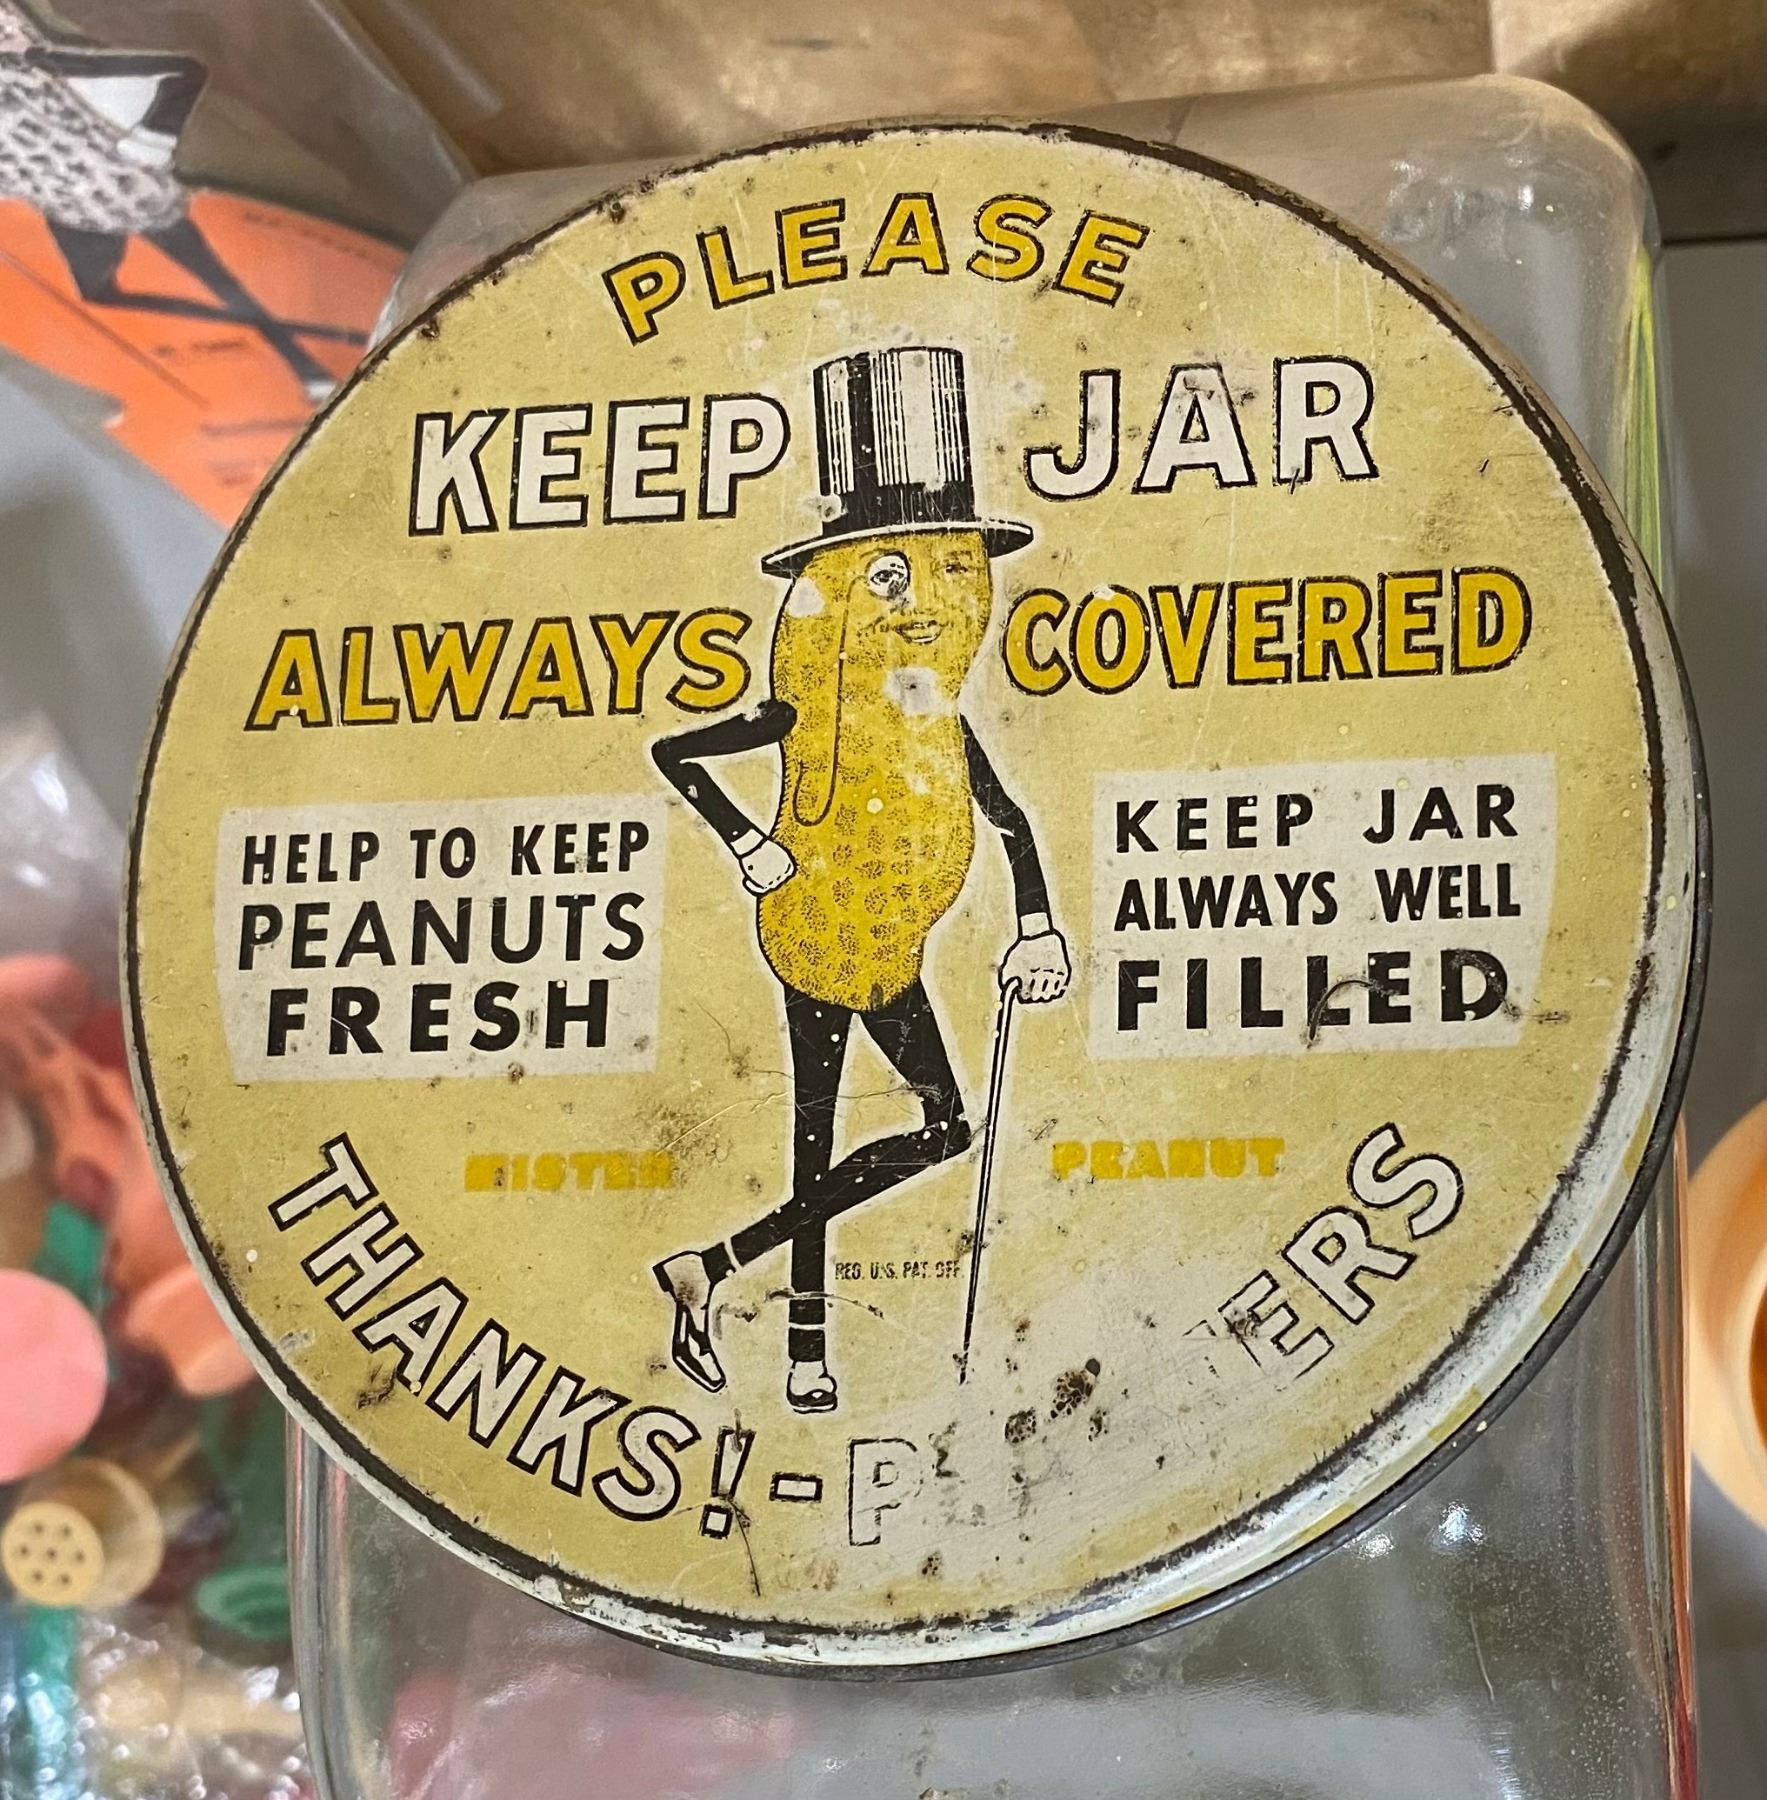 PLEASE
KEEP JAR
ALWAYS COVERED
HELP TO KEEP
PEANUTS
FRESH
KEEP JAR
ALWAYS WELL
FILLED
MISTER PEANUT
REG. U.S. PAT. OFF.
THANKS!-